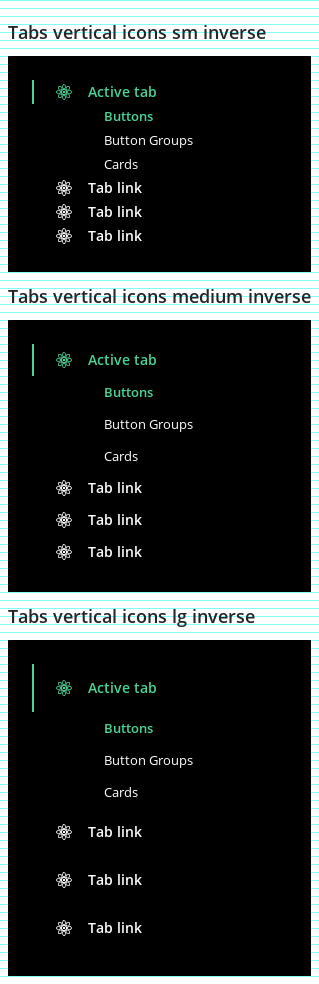 Tabs vertical icons sm inverse
Active tab
Buttons
Button Groups
Cards
Tab link
Tab link
Tab link
Tabs vertical icons medium inverse
Active tab
Buttons
Button Groups
Cards
Tab link
Tab link
Tab link
Tabs vertical icons lg inverse
Active tab
Buttons
Button Groups
Cards
Tab link
Tab link
Tab link